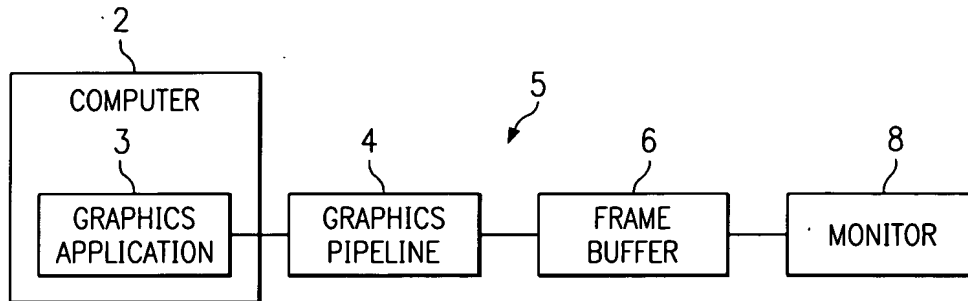 2
COMPUTER
5
3
4
6
8
GRAPHICS
APPLICATION
GRAPHICS
PIPELINE
FRAME
BUFFER
MONITOR